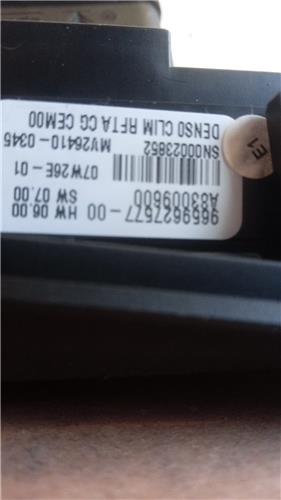 9659627577-00 HW 06.00
A83009600 SW 07.00
07W26E-01
SN00023852 MV26410-0345
DENSO CLIM RFTA CG CEM00
E1